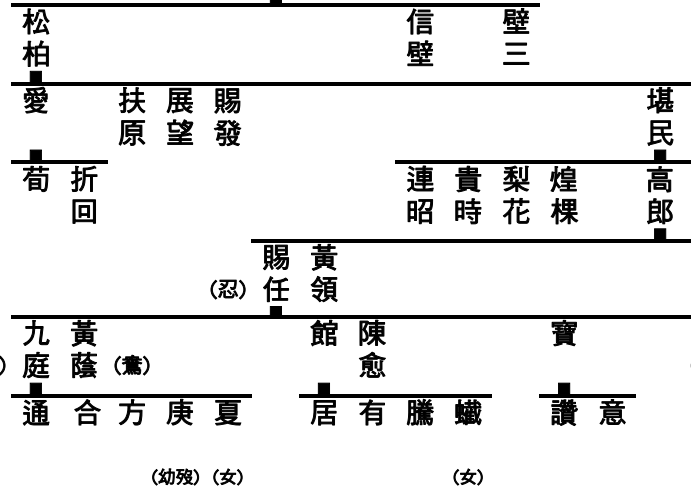 松柏 信壁 壁三
愛 扶原 展望 賜發 堪民
荀 折回 連昭 貴時 梨花 煌棵 高郎
(忍) 賜任 黃領
) 九庭 黃蔭 (鴦) 館 陳愈 寶
通 合 方 庚 夏 居 有 騰 蠘 讚 意
(幼歿) (女) (女)